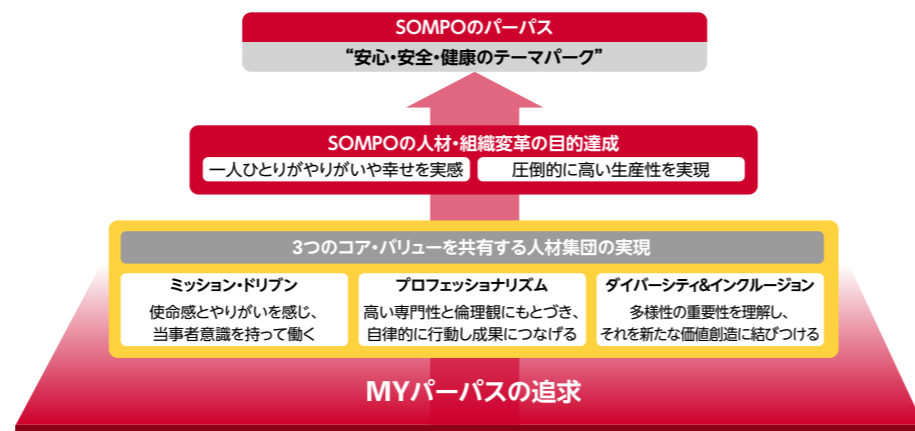 SOMPOのパーパス
“安心・安全・健康のテーマパーク”
SOMPOの人材・組織変革の目的達成
一人ひとりがやりがいや幸せを実感
圧倒的に高い生産性を実現
3つのコア・バリューを共有する人材集団の実現
ミッション・ドリブン
使命感とやりがいを感じ、
当事者意識を持って働く
プロフェッショナリズム
高い専門性と倫理観にもとづき、
自律的に行動し成果につなげる
ダイバーシティ&インクルージョン
多様性の重要性を理解し、
それを新たな価値創造に結びつける
MYパーパスの追求